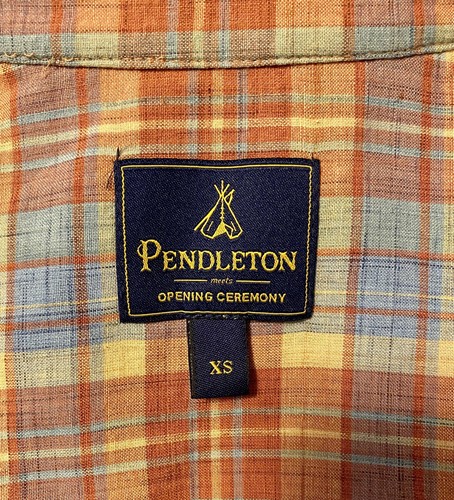 PENDLETON
meets
OPENING CEREMONY
XS